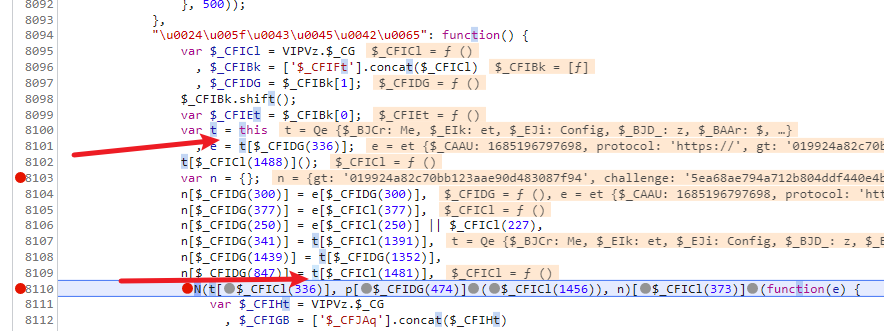 8092 }, 500));
8093 },
8094 "\u0024\u005f\u0043\u0045\u0042\u0065": function() {
8095 var $_CFICl = VIPVz.$_CG $_CFICl = ƒ ()
8096 , $_CFIBk = ['$_CFIFt'].concat($_CFICl) $_CFIBk = [ƒ]
8097 , $_CFIDG = $_CFIBk[1]; $_CFIDG = ƒ ()
8098 $_CFIBk.shift();
8099 var $_CFIEt = $_CFIBk[0]; $_CFIEt = ƒ ()
8100 var t = this t = Qe {$_BJCr: Me, $_EIk: et, $_EJi: Config, $_BJD_: z, $_BAAr: $, …}
8101 , e = t[$_CFIDG(336)]; e = et {$_CAAU: 1685196797698, protocol: 'https://', gt: '019924a82c70b
8102 t[$_CFICl(1488)](); $_CFICl = ƒ ()
8103 var n = {}; n = {gt: '019924a82c70bb123aae90d483087f94', challenge: '5ea68ae794a712b804ddf440e4b
8104 n[$_CFIDG(300)] = e[$_CFIDG(300)], $_CFIDG = ƒ (), e = et {$_CAAU: 1685196797698, protocol: 'htt
8105 n[$_CFIDG(377)] = e[$_CFICl(377)], $_CFICl = ƒ ()
8106 n[$_CFIDG(250)] = e[$_CFICl(250)] || $_CFICl(227),
8107 n[$_CFIDG(341)] = t[$_CFICl(1391)], t = Qe {$_BJCr: Me, $_EIk: et, $_EJi: Config, $_BJD_: z, $_B
8108 n[$_CFIDG(1439)] = t[$_CFIDG(1352)],
8109 n[$_CFIDG(847)] = t[$_CFICl(1481)], $_CFICl = ƒ ()
8110 N(t[$_CFICl(336)], p[$_CFIDG(474)]($_CFICl(1456)), n)[$_CFICl(373)](function(e) {
8111 var $_CFIHt = VIPVz.$_CG
8112 , $_CFIGB = ['$_CFJAq'].concat($_CFIHt)